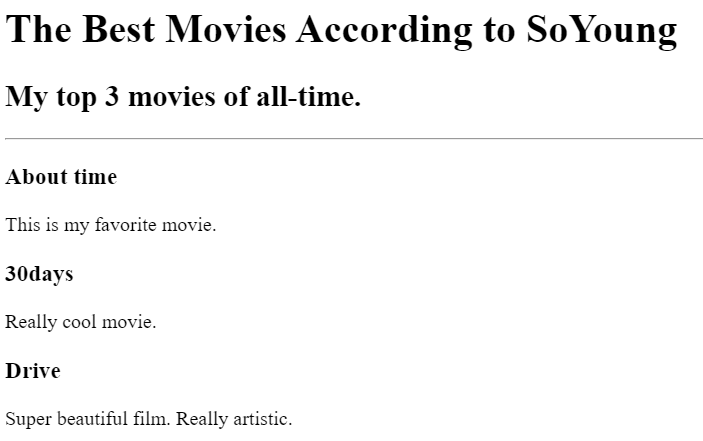 The Best Movies According to SoYoung
My top 3 movies of all-time.
About time
This is my favorite movie.
30days
Really cool movie.
Drive
Super beautiful film. Really artistic.